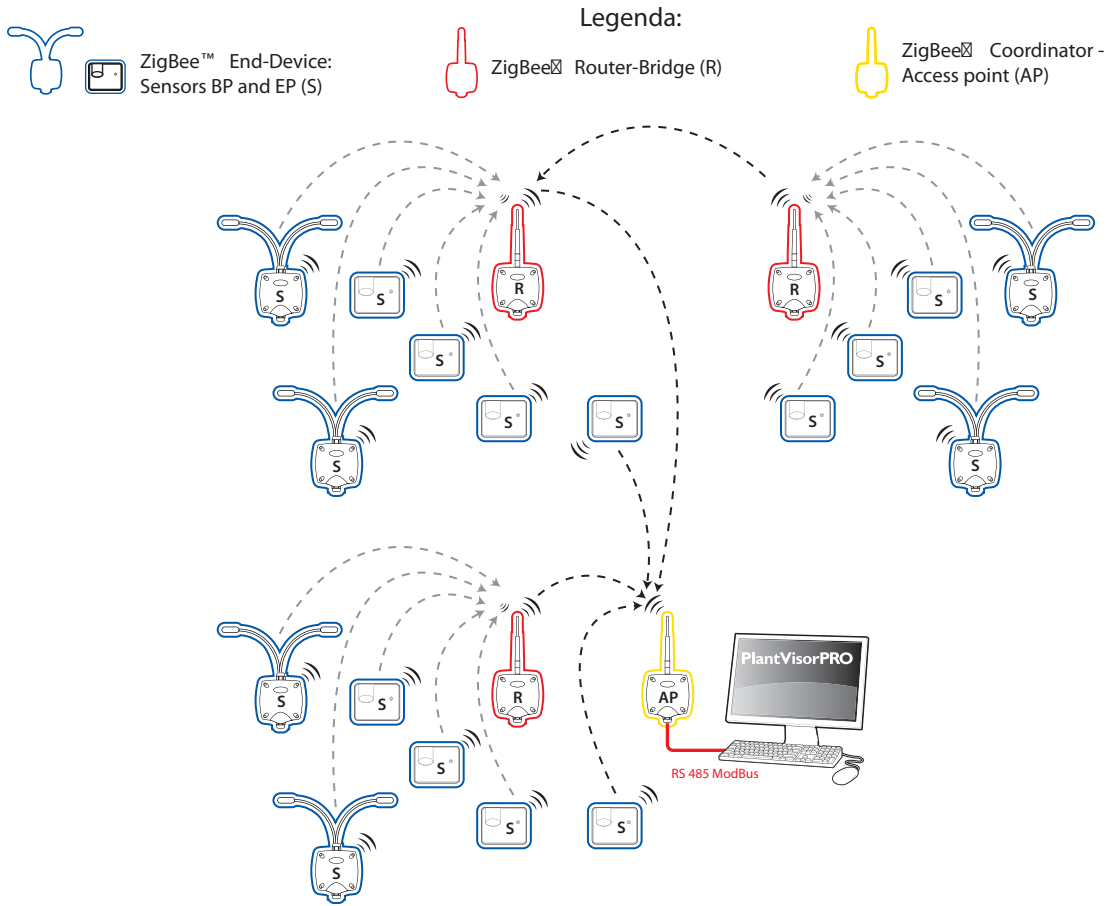 Legenda:
ZigBee™ End-Device:
Sensors BP and EP (S)
ZigBee Router-Bridge (R)
ZigBee Coordinator -
Access point (AP)
S
S
R
R
S
S
S
S
S
S
S
S
S
S
S
S
R
AP
PlantVisorPRO
S
RS 485 ModBus
S
S
S